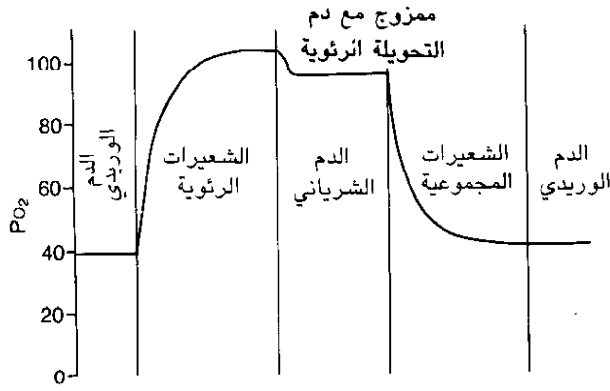 ممزوج مع دم
التحويلة الرئوية
100
80
60
40
20
0
PO₂
الدم
الوريدي
الشعيرات
الرئوية
الدم
الشرياني
الشعيرات
المجموعية
الدم
الوريدي